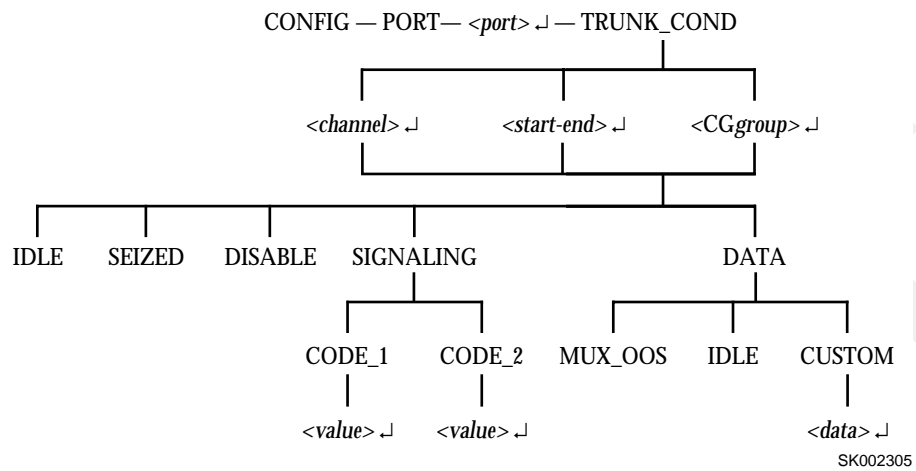 CONFIG — PORT— <port> ↵ — TRUNK_COND
<channel> ↵ <start-end> ↵ <CGgroup> ↵
IDLE SEIZED DISABLE SIGNALING DATA
CODE_1 CODE_2 MUX_OOS IDLE CUSTOM
<value> ↵ <value> ↵ <data> ↵
SK002305